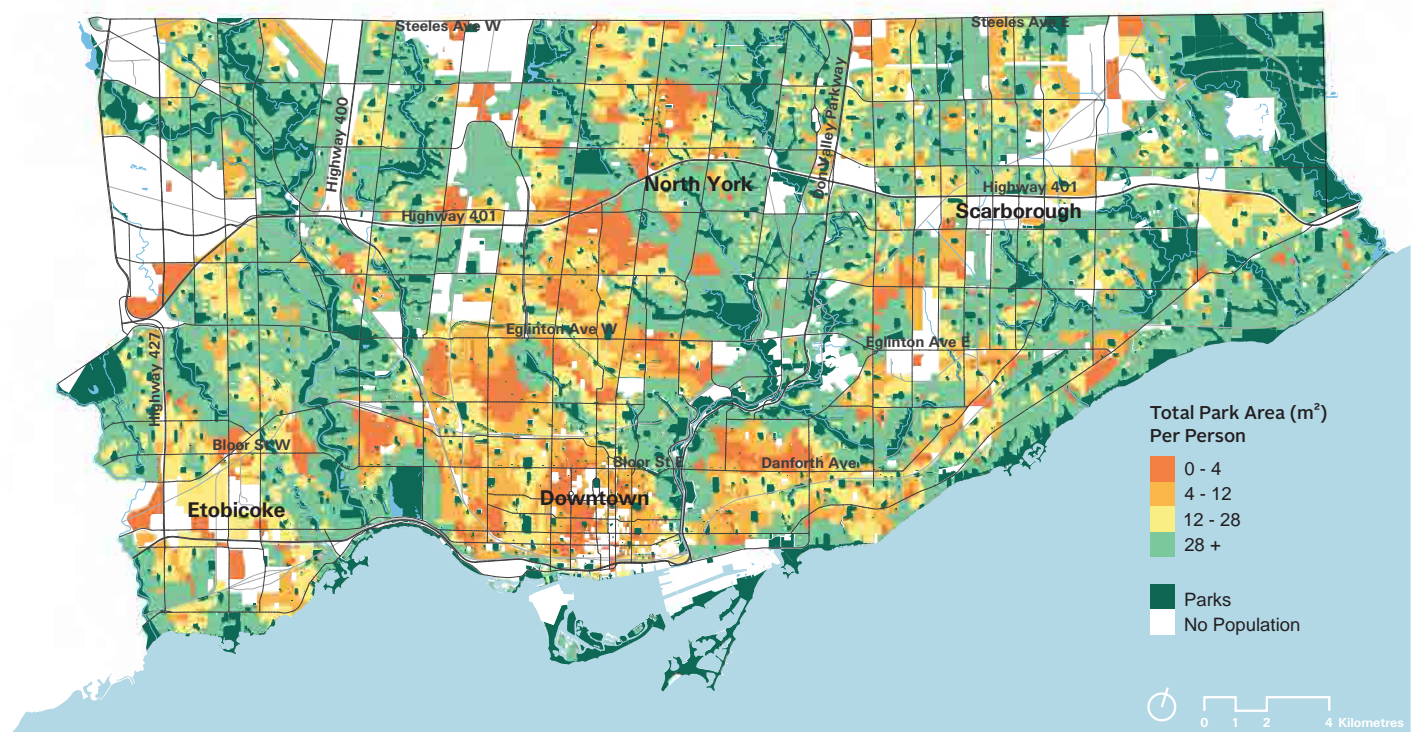 Steeles Ave W
Steeles Ave E
Highway 400
Don Valley Parkway
North York
Highway 401
Scarborough
Highway 401
Eglinton Ave W
Eglinton Ave E
Highway 427
Bloor St W
Bloor St E
Danforth Ave
Downtown
Etobicoke
Total Park Area (m²)
Per Person
0 - 4
4 - 12
12 - 28
28 +
Parks
No Population
0 1 2 4 Kilometres